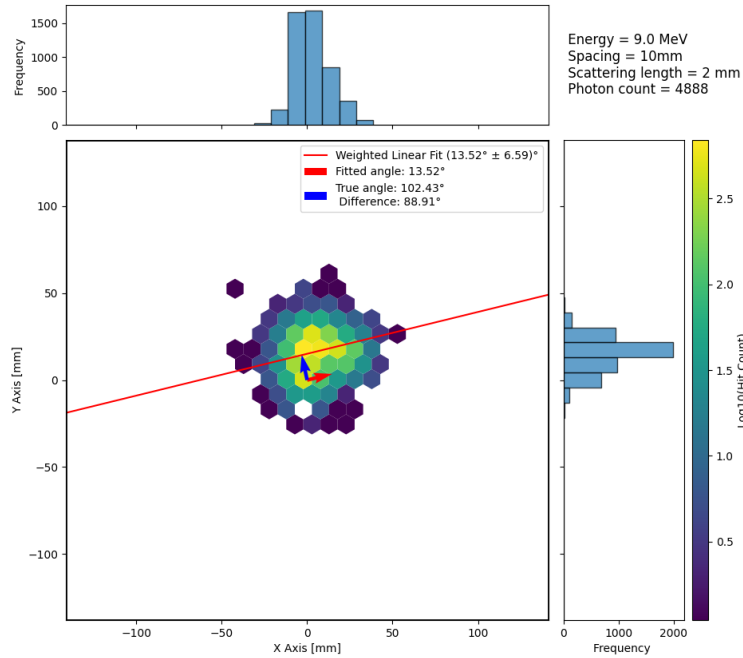 Energy = 9.0 MeV
Spacing = 10mm
Scattering length = 2 mm
Photon count = 4888
Frequency
1500
1000
500
0
Weighted Linear Fit (13.52° ± 6.59)°
Fitted angle: 13.52°
True angle: 102.43°
Difference: 88.91°
Y Axis [mm]
100
50
0
−50
−100
−100
−50
0
50
100
X Axis [mm]
0
1000
2000
Frequency
2.5
2.0
1.5
1.0
0.5
Log10(Hit Count)